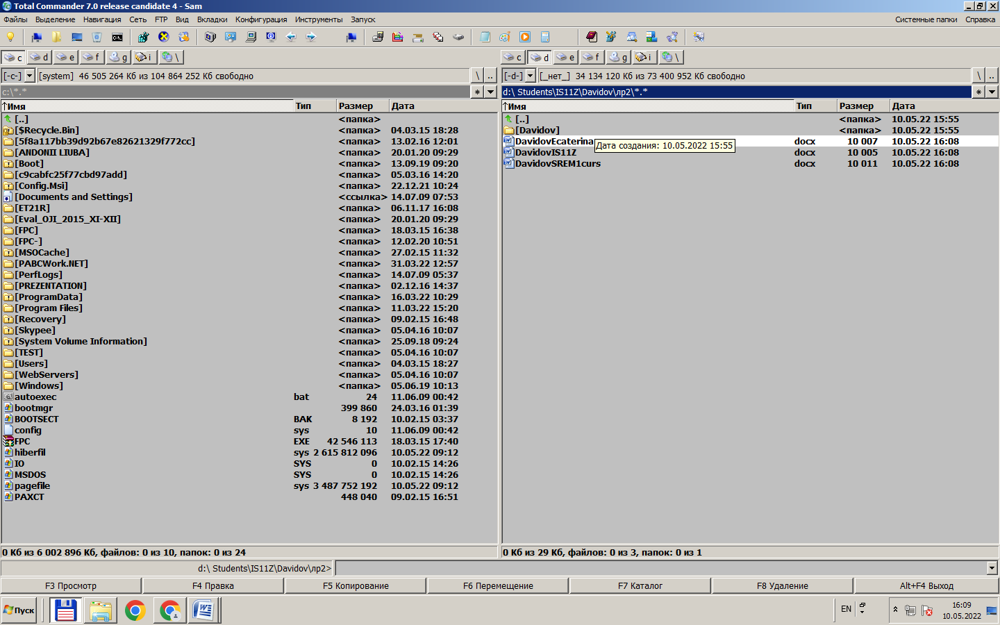 Total Commander 7.0 release candidate 4 - Sam
Файлы Выделение Навигация Сеть FTP Вид Вкладки Конфигурация Инструменты Запуск Системные папки Справка
c d e f g i \ c d e f g i \
[-c-] [system] 46 505 264 Кб из 104 864 252 Кб свободно \ .. [-d-] [_нет_] 34 134 120 Кб из 73 400 952 Кб свободно \ ..
c:\*.* * d:\ Students\IS11Z\Davidov\лр2\*.* *
↑Имя Тип Размер Дата ↑Имя Тип Размер Дата
[..] <папка> [..] <папка> 10.05.22 15:55
[$Recycle.Bin] <папка> 04.03.15 18:28 [Davidov] <папка> 10.05.22 15:55
[5f8a117bb39d92b67e82621329f772cc] <папка> 13.02.16 12:01 DavidovEcaterina docx 10 007 10.05.22 16:08
Дата создания: 10.05.2022 15:55
[ANDONII LIUBA] <папка> 20.01.20 09:29 DavidovIS11Z docx 10 005 10.05.22 16:08
[Boot] <папка> 13.09.19 09:20 DavidovSREM1curs docx 10 011 10.05.22 16:08
[c9cabfc25f77cbd97add] <папка> 05.03.16 14:20
[Config.Msi] <папка> 22.12.21 10:24
[Documents and Settings] <ссылка> 14.07.09 07:53
[ET21R] <папка> 06.11.17 16:08
[Eval_OJI_2015_XI-XII] <папка> 20.01.20 09:29
[FPC] <папка> 18.03.15 16:38
[FPC-] <папка> 12.02.20 10:51
[MSOCache] <папка> 27.02.15 11:32
[PABCWork.NET] <папка> 31.03.22 12:57
[PerfLogs] <папка> 14.07.09 05:37
[PREZENTATION] <папка> 02.12.16 14:37
[ProgramData] <папка> 16.03.22 10:29
[Program Files] <папка> 11.03.22 15:20
[Recovery] <папка> 09.02.15 16:48
[Skypee] <папка> 05.04.16 10:07
[System Volume Information] <папка> 25.09.18 09:24
[TEST] <папка> 05.04.16 10:07
[Users] <папка> 04.03.15 18:27
[WebServers] <папка> 05.04.16 10:07
[Windows] <папка> 05.06.19 10:13
autoexec bat 24 11.06.09 00:42
bootmgr 399 860 24.03.16 01:39
BOOTSECT BAK 8 192 10.02.15 03:37
config sys 10 11.06.09 00:42
FPC EXE 42 546 113 18.03.15 17:40
hiberfil sys 2 615 812 096 10.05.22 09:12
IO SYS 0 10.02.15 14:26
MSDOS SYS 0 10.02.15 14:26
pagefile sys 3 487 752 192 10.05.22 09:12
PAXCT 448 040 09.02.15 16:51
0 Кб из 6 002 896 Кб, файлов: 0 из 10, папок: 0 из 24 0 Кб из 29 Кб, файлов: 0 из 3, папок: 0 из 1
d:\ Students\IS11Z\Davidov\лр2>
F3 Просмотр F4 Правка F5 Копирование F6 Перемещение F7 Каталог F8 Удаление Alt+F4 Выход
Пуск EN 16:09
10.05.2022